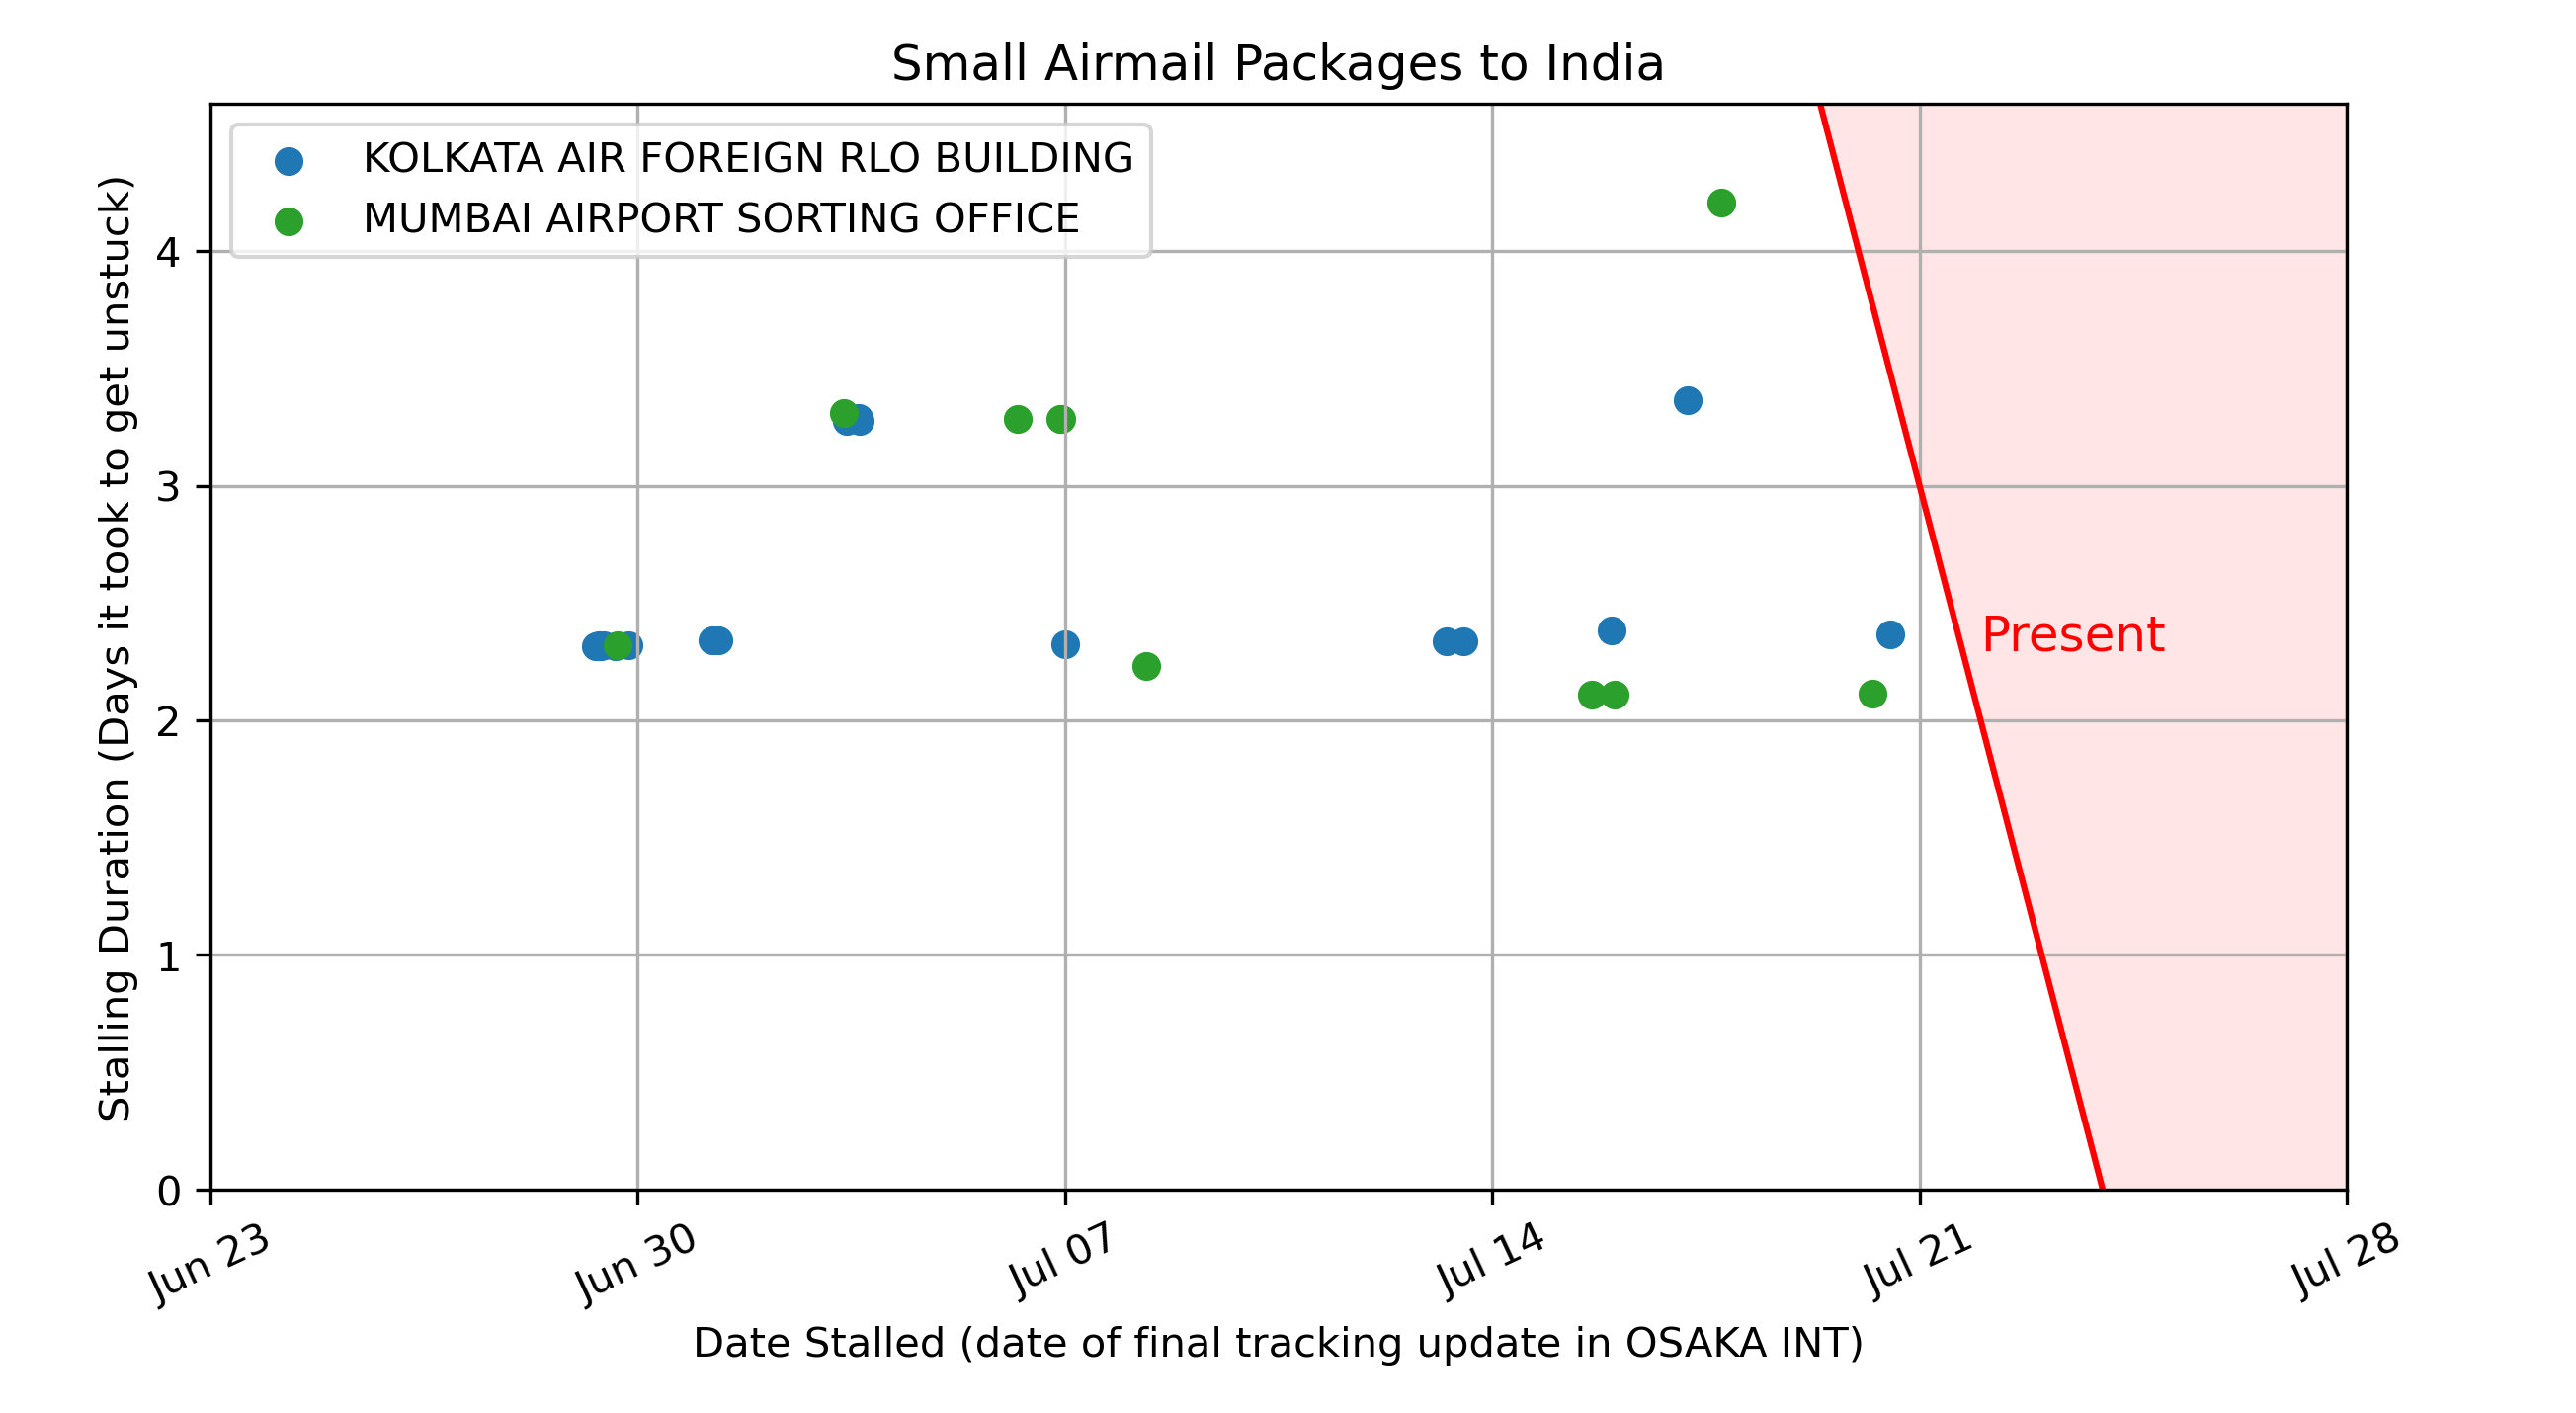 Small Airmail Packages to India
KOLKATA AIR FOREIGN RLO BUILDING
MUMBAI AIRPORT SORTING OFFICE
Stalling Duration (Days it took to get unstuck)
4
3
2
1
0
Present
Jun 23
Jun 30
Jul 07
Jul 14
Jul 21
Jul 28
Date Stalled (date of final tracking update in OSAKA INT)